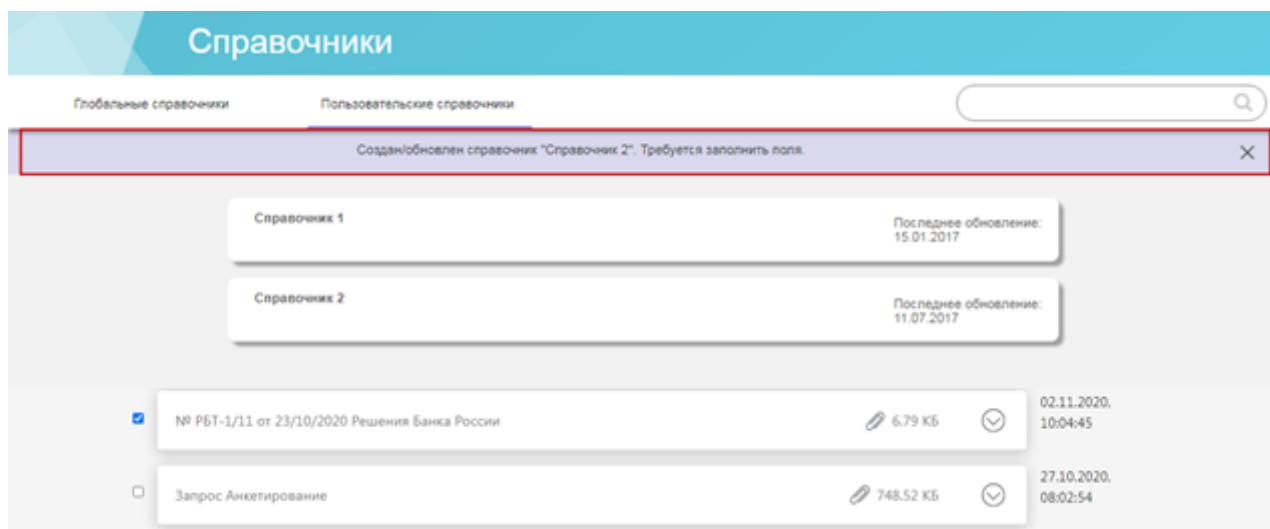 Справочники
Глобальные справочники Пользовательские справочники
Создан/обновлен справочник "Справочник 2". Требуется заполнить поля.
Справочник 1
Последнее обновление:
15.01.2017
Справочник 2
Последнее обновление:
11.07.2017
№ РБТ-1/11 от 23/10/2020 Решения Банка России 6.79 КБ
02.11.2020,
10:04:45
Запрос Анкетирование 748.52 КБ
27.10.2020,
08:02:54